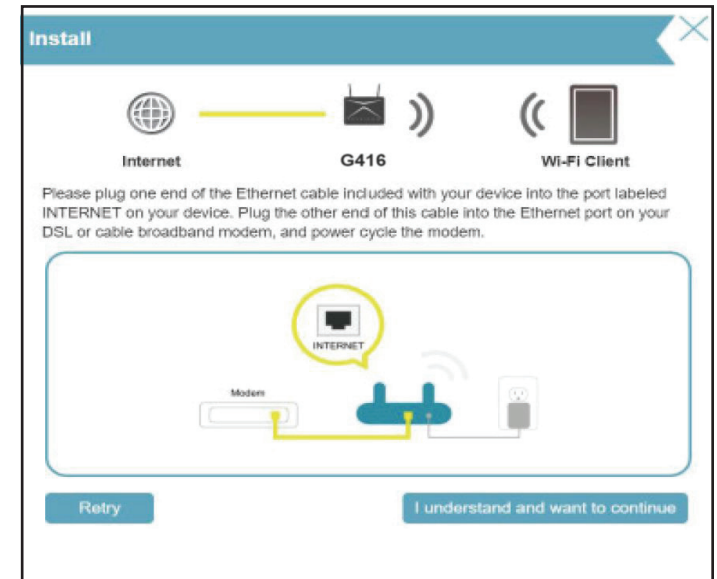 Install
Internet
G416
Wi-Fi Client
Please plug one end of the Ethernet cable included with your device into the port labeled
INTERNET on your device. Plug the other end of this cable into the Ethernet port on your
DSL or cable broadband modem, and power cycle the modem.
INTERNET
Modem
Retry
I understand and want to continue